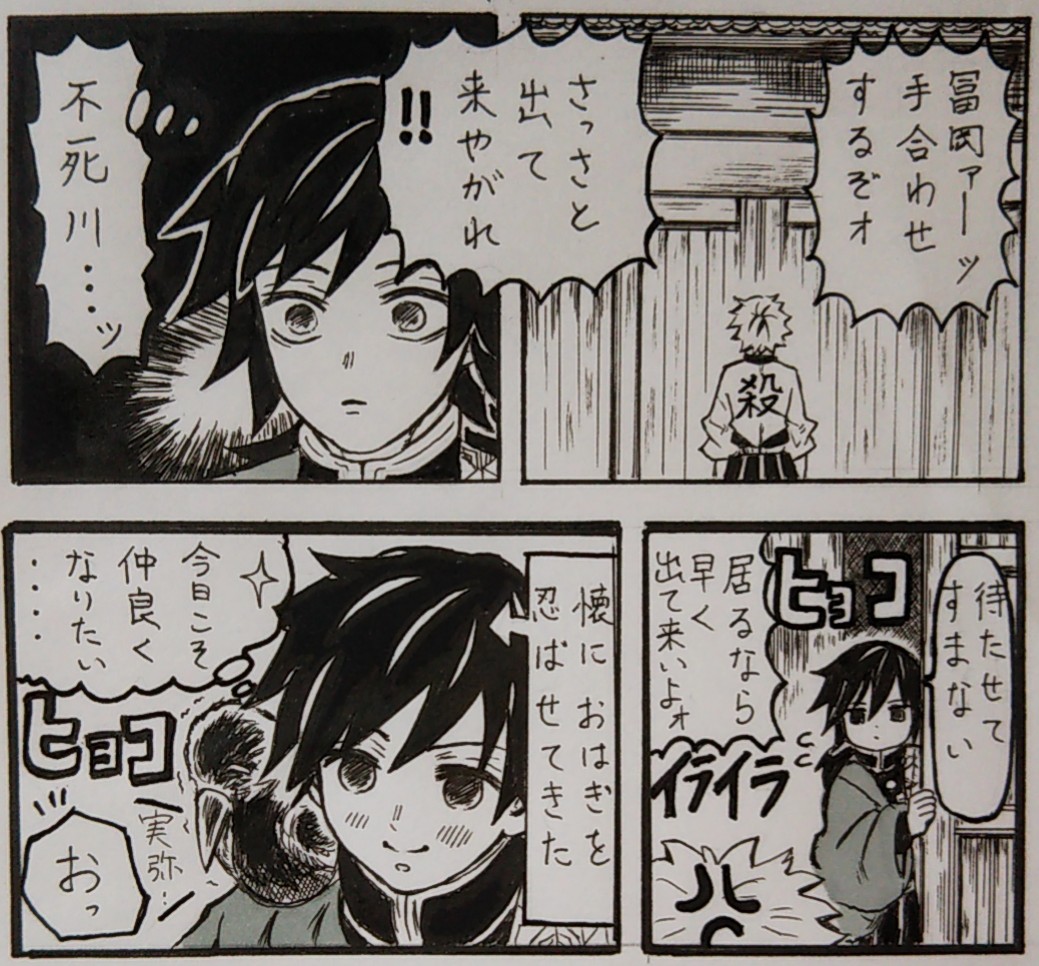 冨岡ァーッ
手合わせ
するぞォ
殺
さっさと
出て
来やがれ
!!
不死川…ッ
待たせて
すまない
ヒョコ
居るなら
早く
出て来いよォ
イライラ
懐におはぎを
忍ばせてきた
今日こそ
仲良く
なりたい
‥‥
ヒョコ
実弥…
おっ